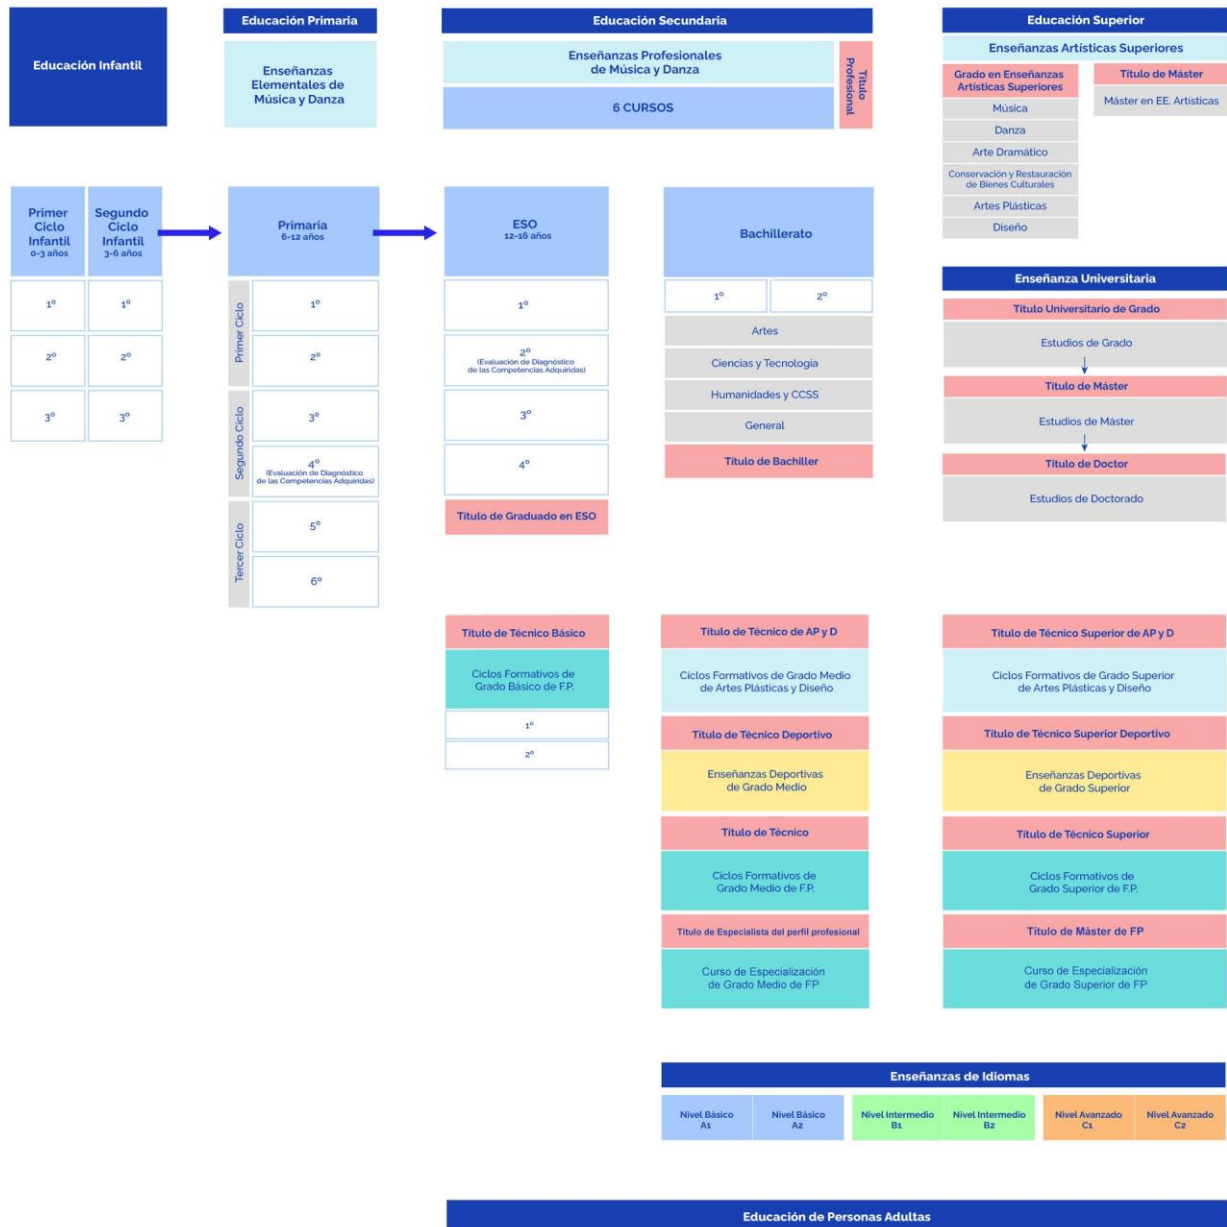 Educación Infantil
Primer
Ciclo
Infantil
0-3 años
Segundo
Ciclo
Infantil
3-6 años
1º
1º
2º
2º
3º
3º
Educación Primaria
Enseñanzas
Elementales de
Música y Danza
Primaria
6-12 años
Primer Ciclo
1º
2º
Segundo Ciclo
3º
4º
(Evaluación de Diagnóstico
de las Competencias Adquiridas)
Tercer Ciclo
5º
6º
Educación Secundaria
Enseñanzas Profesionales
de Música y Danza
6 CURSOS
Título
Profesional
ESO
12-16 años
1º
2º
(Evaluación de Diagnóstico
de las Competencias Adquiridas)
3º
4º
Título de Graduado en ESO
Bachillerato
1º
2º
Artes
Ciencias y Tecnología
Humanidades y CCSS
General
Título de Bachiller
Educación Superior
Enseñanzas Artísticas Superiores
Grado en Enseñanzas
Artísticas Superiores
Música
Danza
Arte Dramático
Conservación y Restauración
de Bienes Culturales
Artes Plásticas
Diseño
Título de Máster
Máster en EE. Artísticas
Enseñanza Universitaria
Título Universitario de Grado
Estudios de Grado
Título de Máster
Estudios de Máster
Título de Doctor
Estudios de Doctorado
Título de Técnico Básico
Ciclos Formativos de
Grado Básico de F.P.
1º
2º
Título de Técnico de AP y D
Ciclos Formativos de Grado Medio
de Artes Plásticas y Diseño
Título de Técnico Deportivo
Enseñanzas Deportivas
de Grado Medio
Título de Técnico
Ciclos Formativos de
Grado Medio de F.P.
Título de Especialista del perfil profesional
Curso de Especialización
de Grado Medio de FP
Título de Técnico Superior de AP y D
Ciclos Formativos de Grado Superior
de Artes Plásticas y Diseño
Título de Técnico Superior Deportivo
Enseñanzas Deportivas
de Grado Superior
Título de Técnico Superior
Ciclos Formativos de
Grado Superior de F.P.
Título de Máster de FP
Curso de Especialización
de Grado Superior de FP
Enseñanzas de Idiomas
Nivel Básico
A1
Nivel Básico
A2
Nivel Intermedio
B1
Nivel Intermedio
B2
Nivel Avanzado
C1
Nivel Avanzado
C2
Educación de Personas Adultas